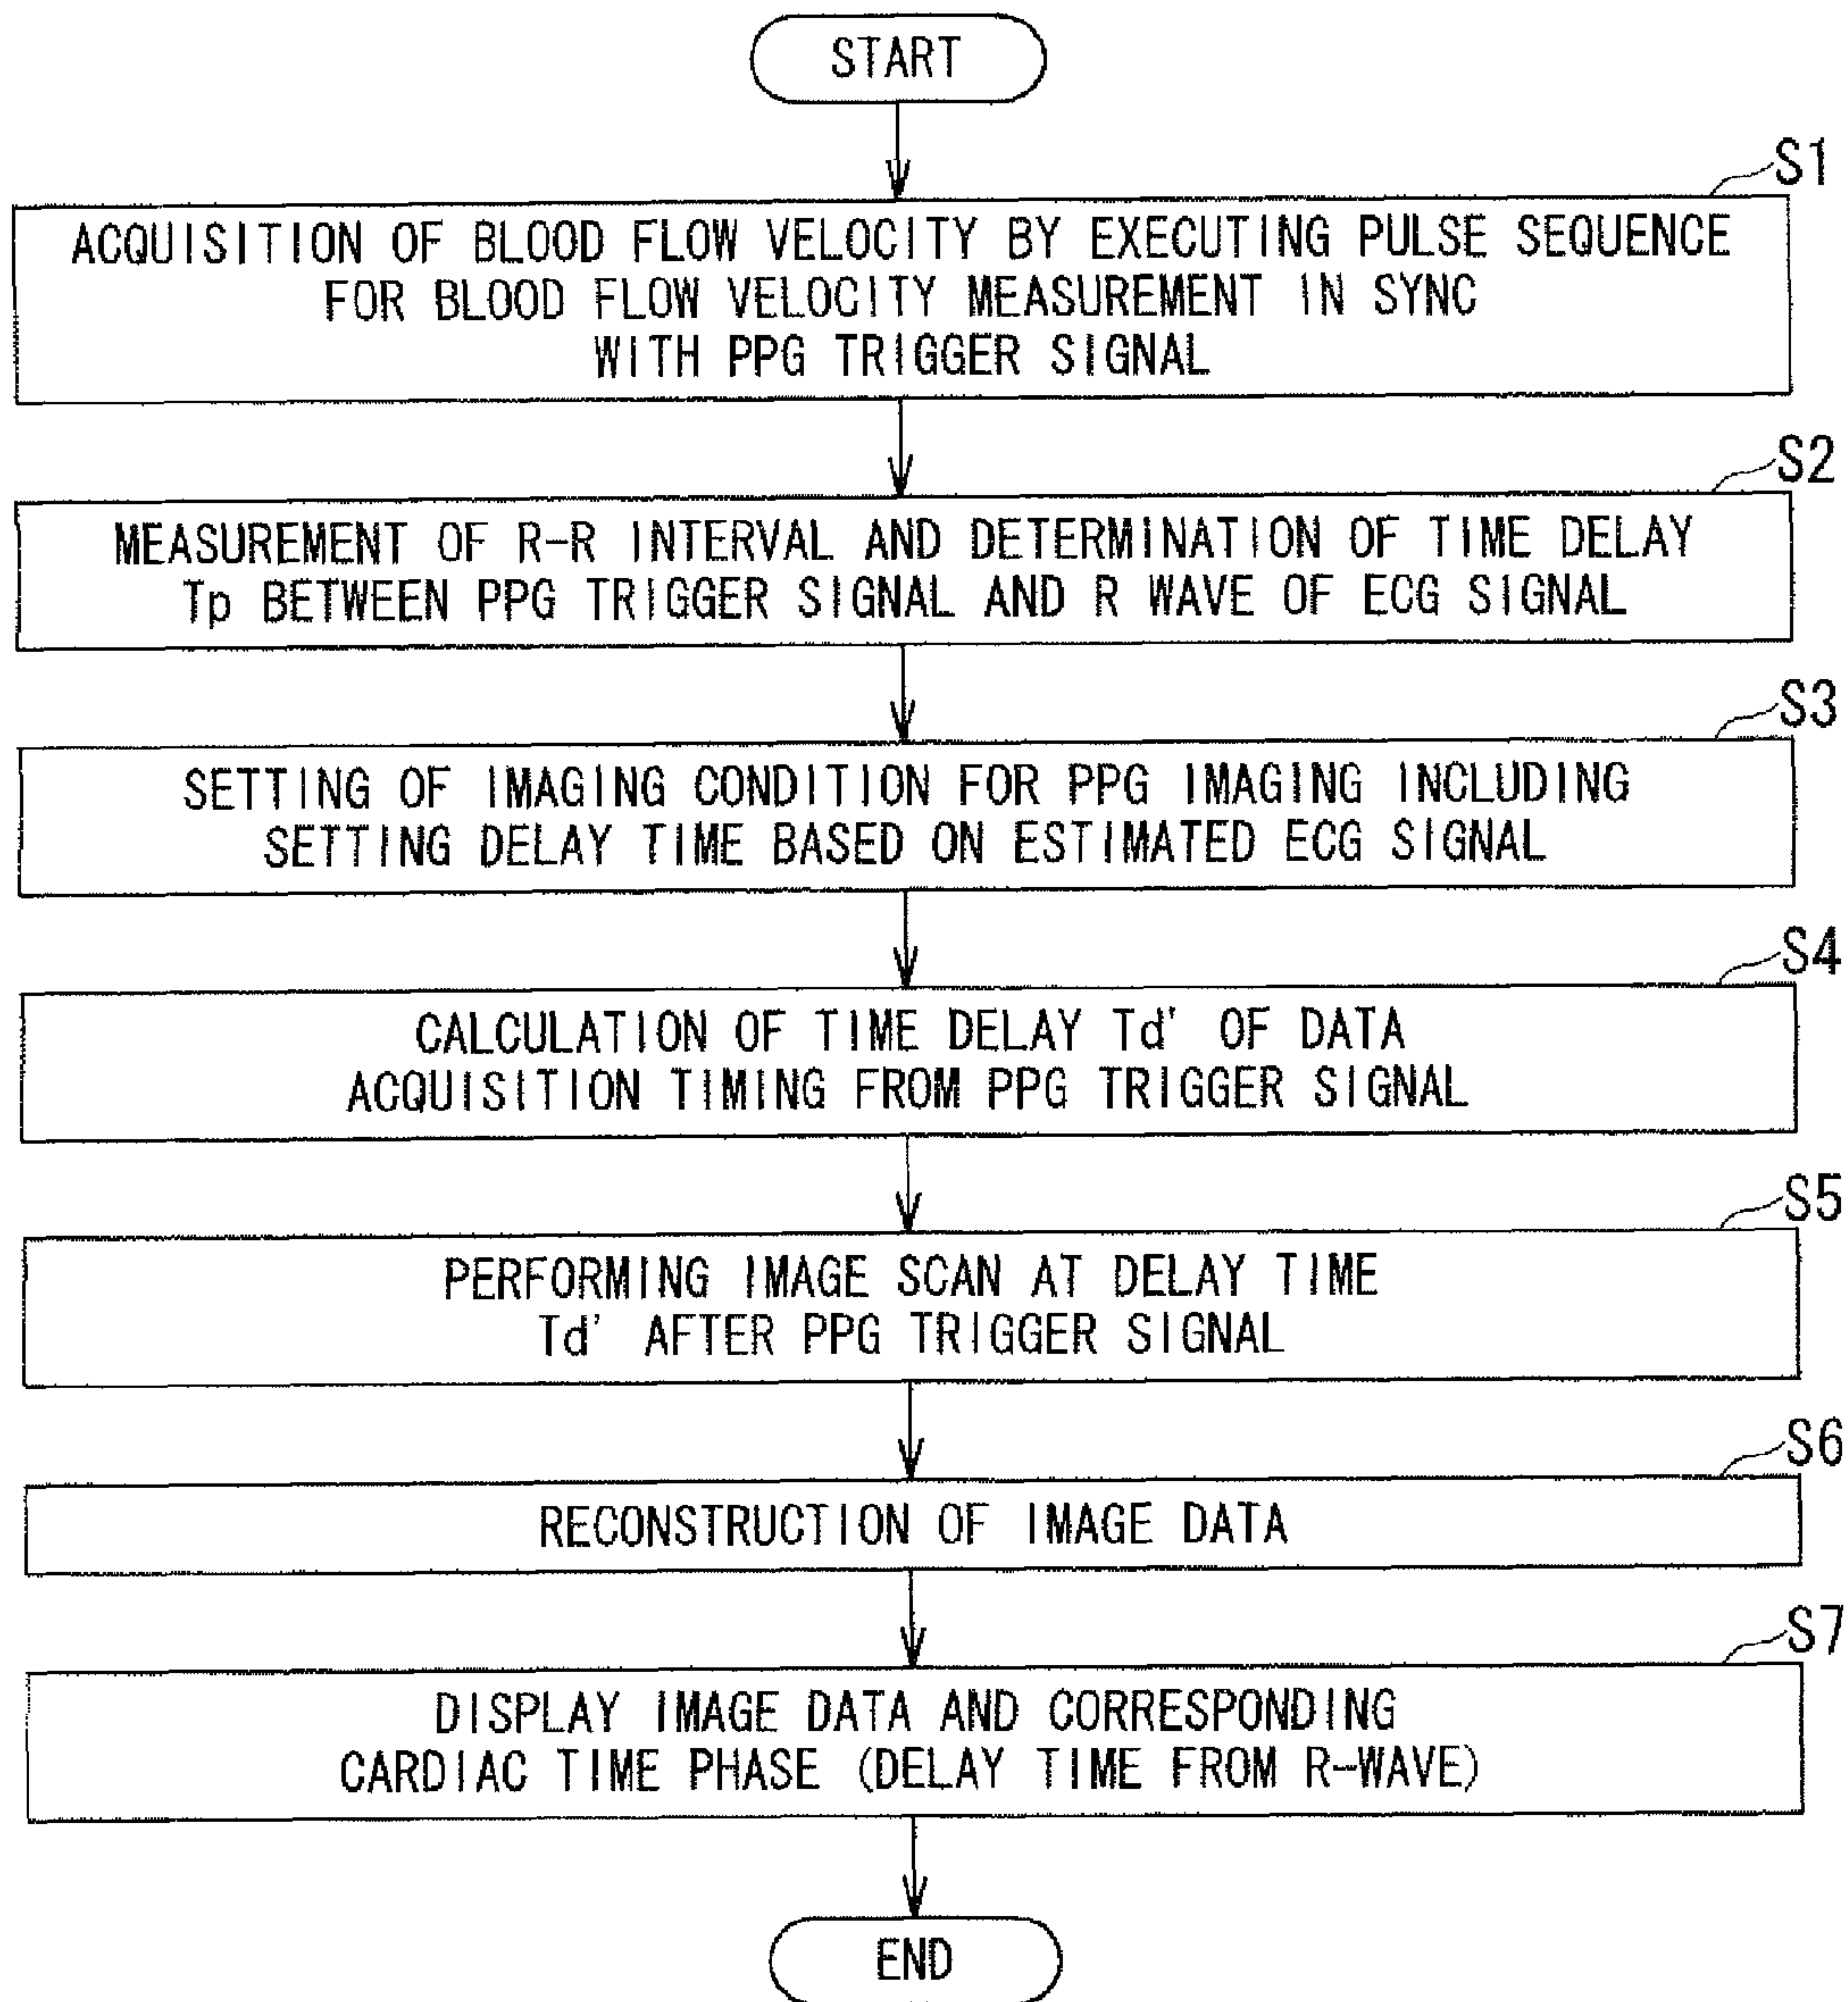 START
S1
ACQUISITION OF BLOOD FLOW VELOCITY BY EXECUTING PULSE SEQUENCE
FOR BLOOD FLOW VELOCITY MEASUREMENT IN SYNC
WITH PPG TRIGGER SIGNAL
S2
MEASUREMENT OF R-R INTERVAL AND DETERMINATION OF TIME DELAY
Tp BETWEEN PPG TRIGGER SIGNAL AND R WAVE OF ECG SIGNAL
S3
SETTING OF IMAGING CONDITION FOR PPG IMAGING INCLUDING
SETTING DELAY TIME BASED ON ESTIMATED ECG SIGNAL
S4
CALCULATION OF TIME DELAY Td' OF DATA
ACQUISITION TIMING FROM PPG TRIGGER SIGNAL
S5
PERFORMING IMAGE SCAN AT DELAY TIME
Td' AFTER PPG TRIGGER SIGNAL
S6
RECONSTRUCTION OF IMAGE DATA
S7
DISPLAY IMAGE DATA AND CORRESPONDING
CARDIAC TIME PHASE (DELAY TIME FROM R-WAVE)
END